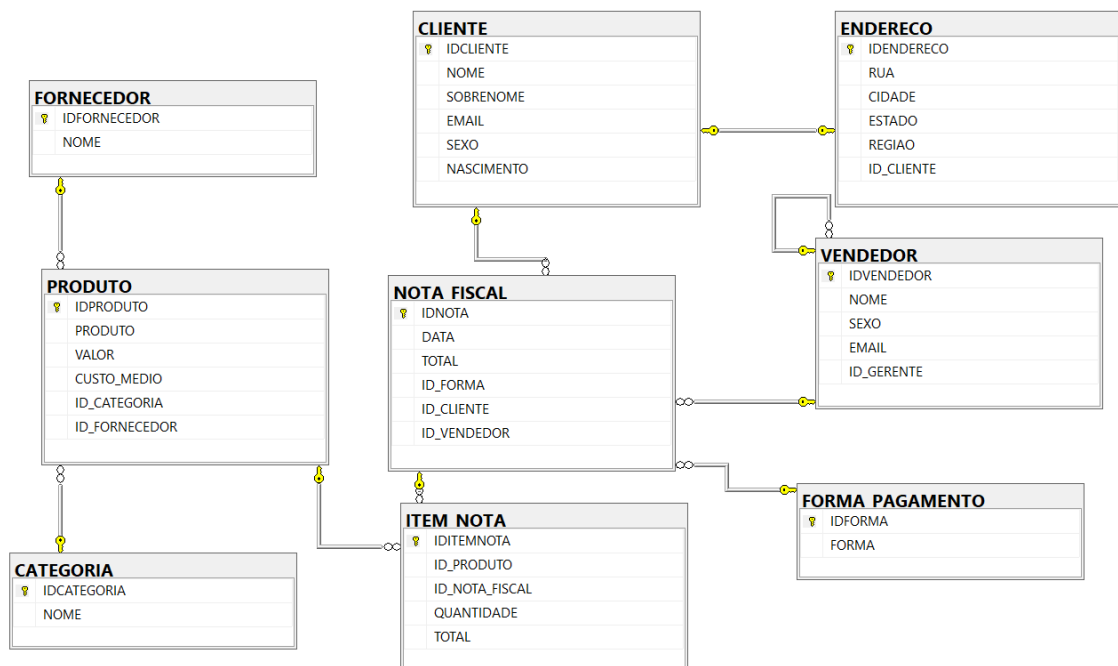 CLIENTE
IDCLIENTE
NOME
SOBRENOME
EMAIL
SEXO
NASCIMENTO
ENDERECO
IDENDERECO
RUA
CIDADE
ESTADO
REGIAO
ID_CLIENTE
FORNECEDOR
IDFORNECEDOR
NOME
VENDEDOR
IDVENDEDOR
NOME
SEXO
EMAIL
ID_GERENTE
PRODUTO
IDPRODUTO
PRODUTO
VALOR
CUSTO_MEDIO
ID_CATEGORIA
ID_FORNECEDOR
NOTA_FISCAL
IDNOTA
DATA
TOTAL
ID_FORMA
ID_CLIENTE
ID_VENDEDOR
FORMA_PAGAMENTO
IDFORMA
FORMA
ITEM_NOTA
IDITEMNOTA
ID_PRODUTO
ID_NOTA_FISCAL
QUANTIDADE
TOTAL
CATEGORIA
IDCATEGORIA
NOME